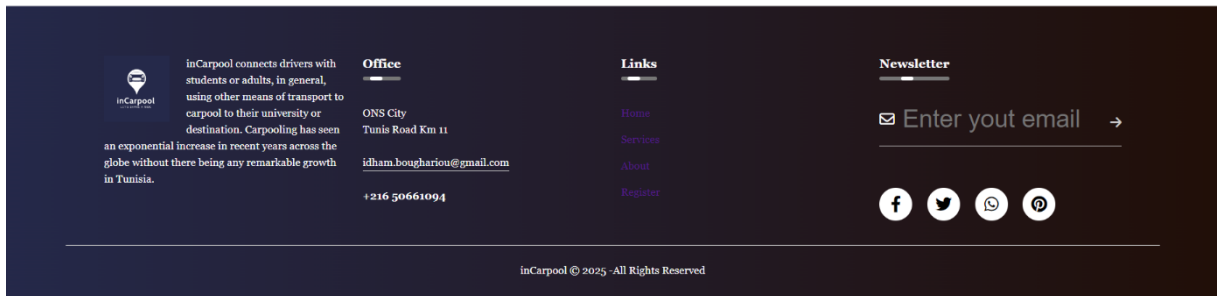 inCarpool
inCarpool connects drivers with
students or adults, in general,
using other means of transport to
carpool to their university or
destination. Carpooling has seen
an exponential increase in recent years across the
globe without there being any remarkable growth
in Tunisia.
Office
ONS City
Tunis Road Km 11
idham.boughariou@gmail.com
+216 50661094
Links
Home
Services
About
Register
Newsletter
Enter yout email
inCarpool © 2025 -All Rights Reserved